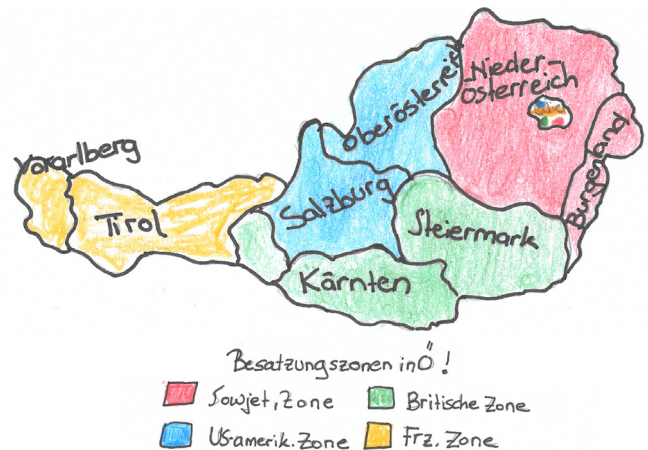 Vorarlberg
Tirol
Salzburg
Oberösterreich
Nieder-
österreich
Burgenland
Steiermark
Kärnten
Besatzungszonen in Ö!
Sowjet. Zone
Britische Zone
US-amerik. Zone
Frz. Zone